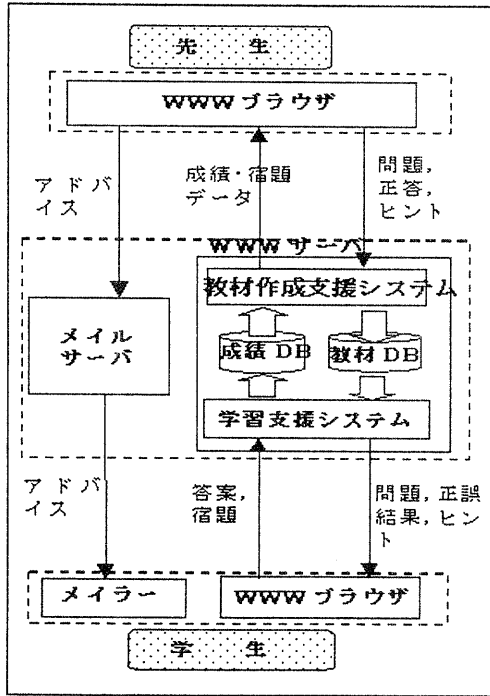 先 生
WWWブラウザ
アドバ
イス
成績・宿題
データ
問題,
正答,
ヒント
WWWサーバ
教材作成支援システム
メイル
サーバ
成績DB
教材DB
学習支援システム
アドバ
イス
答案,
宿題
問題, 正誤
結果, ヒン
ト
メイラー
WWWブラウザ
学 生